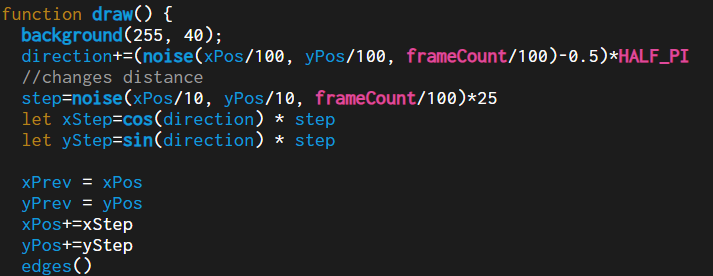 function draw() {
  background(255, 40);
  direction+=(noise(xPos/100, yPos/100, frameCount/100)-0.5)*HALF_PI
  //changes distance
  step=noise(xPos/10, yPos/10, frameCount/100)*25
  let xStep=cos(direction) * step
  let yStep=sin(direction) * step

  xPrev = xPos
  yPrev = yPos
  xPos+=xStep
  yPos+=yStep
  edges()